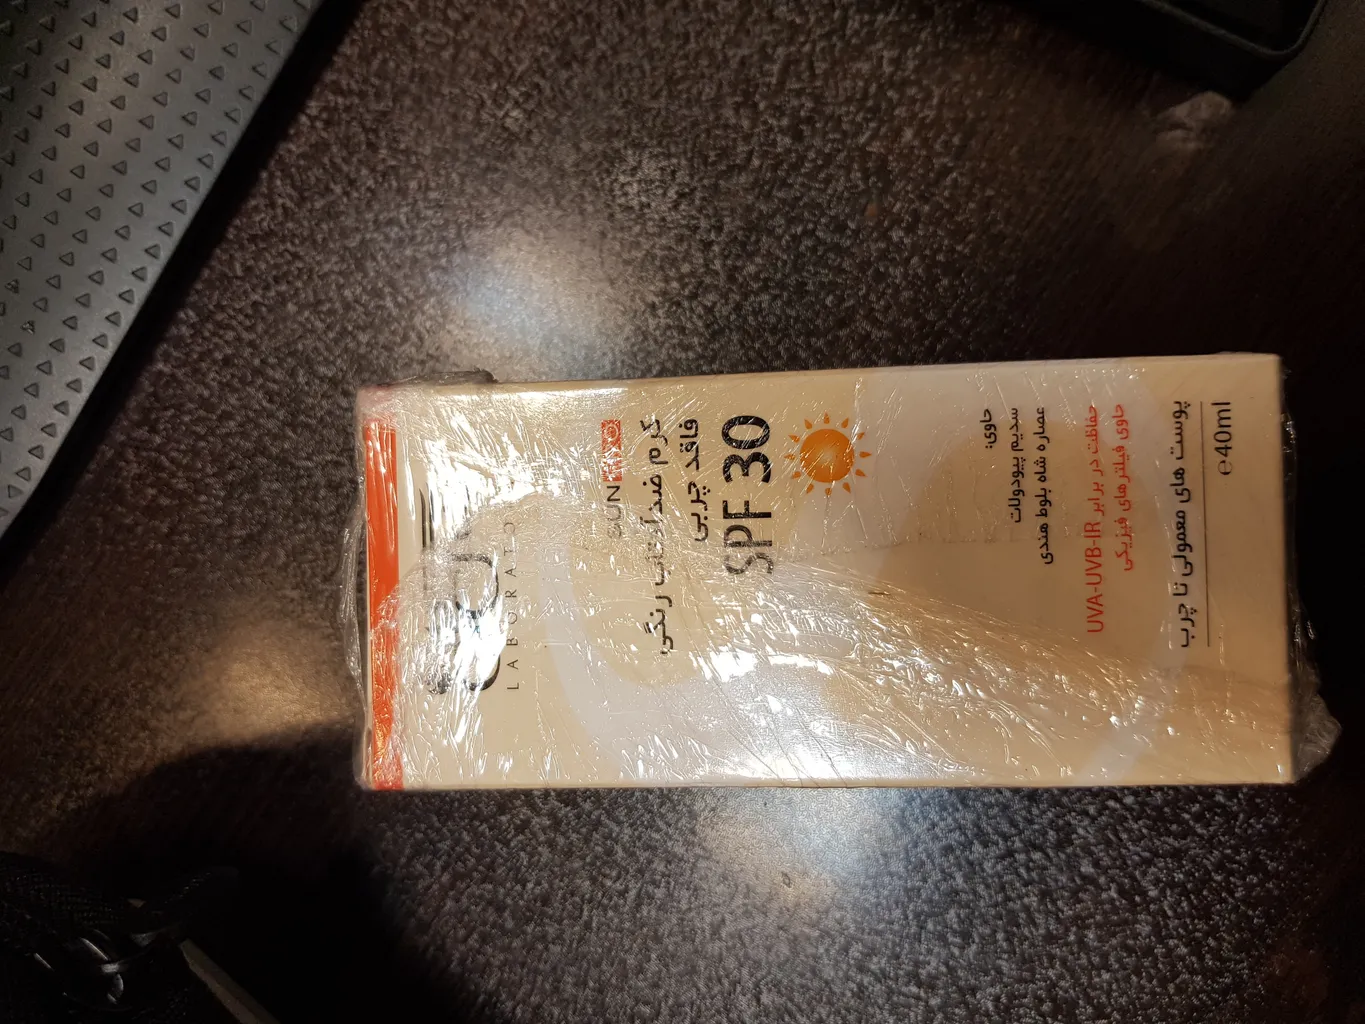 LABORATO
SUN
کرم ضد آفتاب رنگی،
فاقد چربی
SPF 30
حاوی:
سدیم پیدولات
عصاره شاه بلوط هندی
حفاظت در برابر UVA-UVB-IR
حاوی فیلترهای فیزیکی
پوست های معمولی تا چرب
e40ml